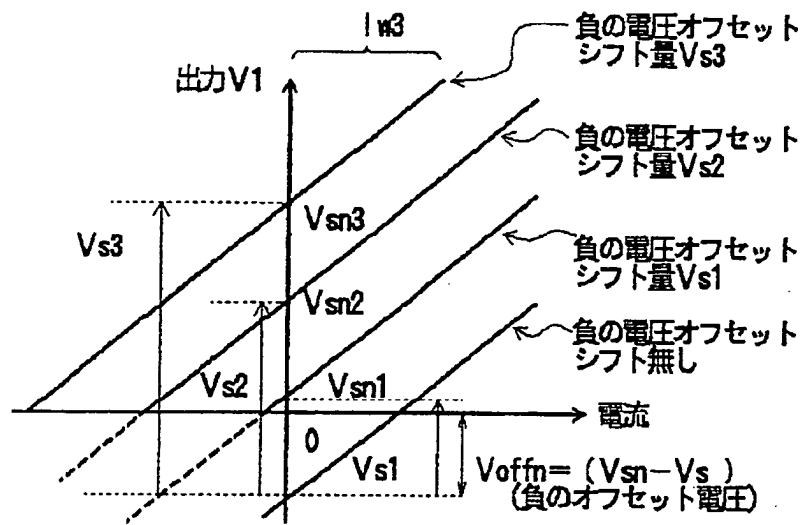 Iw3
負の電圧オフセット
シフト量Vs3
出力V1
負の電圧オフセット
シフト量Vs2
Vsn3
Vs3
負の電圧オフセット
シフト量Vs1
Vsn2
負の電圧オフセット
シフト無し
Vs2
Vsn1
電流
0
Vs1
Voffn=(Vsn-Vs)
(負のオフセット電圧)